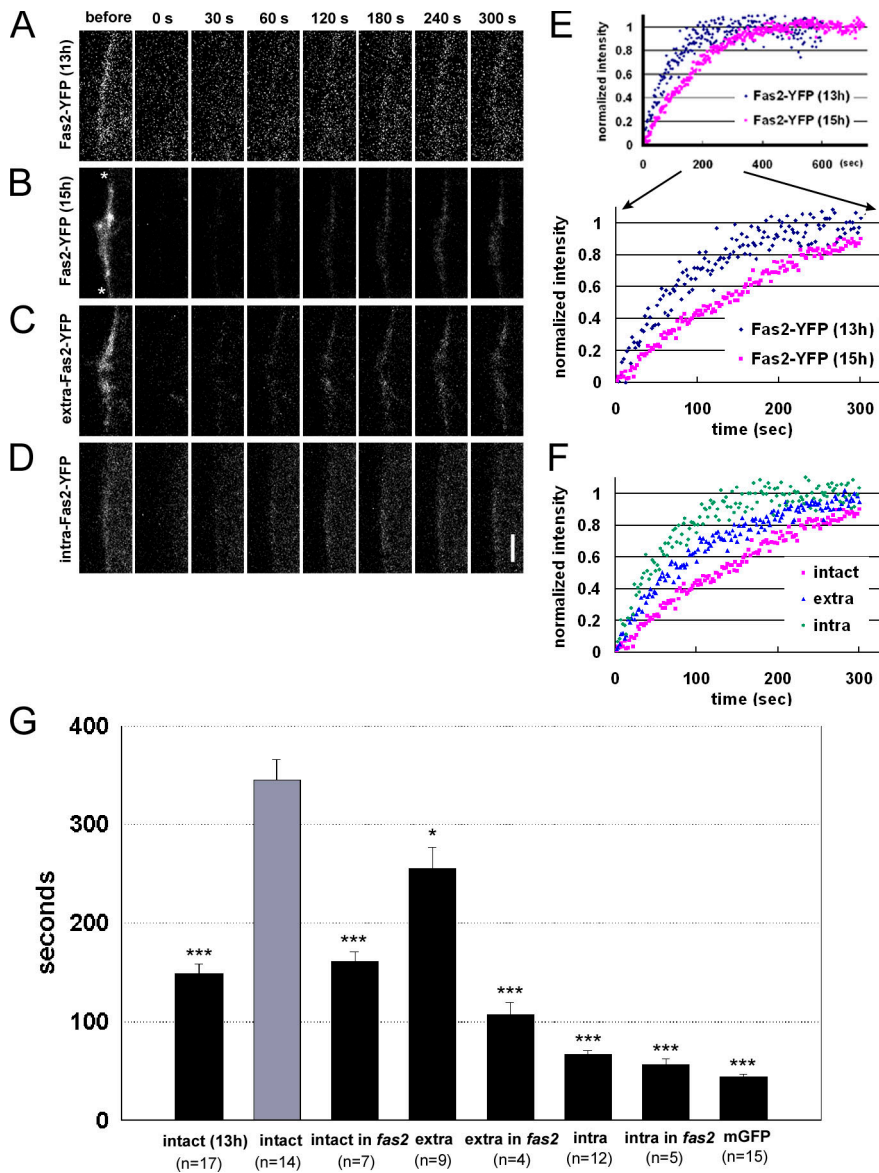 A
before 0 s 30 s 60 s 120 s 180 s 240 s 300 s
Fas2-YFP (13h)
B
*
*
Fas2-YFP (15h)
C
extra-Fas2-YFP
D
intra-Fas2-YFP
E
normalized intensity
1
0.8
0.6
0.4
0.2
0
Fas2-YFP (13h)
Fas2-YFP (15h)
0 200 400 600 (sec)
normalized intensity
1
0.8
0.6
0.4
0.2
0
Fas2-YFP (13h)
Fas2-YFP (15h)
0 100 200 300
time (sec)
F
normalized intensity
1
0.8
0.6
0.4
0.2
0
intact
extra
intra
0 100 200 300
time (sec)
G
seconds
400
300
200
100
0
*** *** * *** *** *** ***
intact (13h) intact intact in fas2 extra extra in fas2 intra intra in fas2 mGFP
(n=17) (n=14) (n=7) (n=9) (n=4) (n=12) (n=5) (n=15)